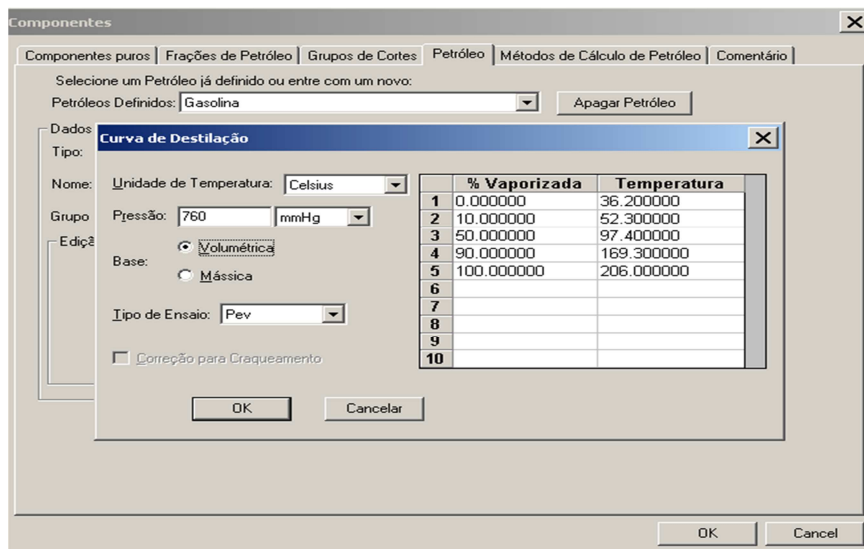 Componentes
Componentes puros Frações de Petróleo Grupos de Cortes Petróleo Métodos de Cálculo de Petróleo Comentário
Selecione um Petróleo já definido ou entre com um novo:
Petróleos Definidos: Gasolina Apagar Petróleo
Dados
Tipo:
Nome:
Grupo
Ediçã
Curva de Destilação
Unidade de Temperatura: Celsius
Pressão: 760 mmHg
Base:
Volumétrica
Mássica
Tipo de Ensaio: Pev
Correção para Craqueamento
OK Cancelar
% Vaporizada Temperatura
1 0.000000 36.200000
2 10.000000 52.300000
3 50.000000 97.400000
4 90.000000 169.300000
5 100.000000 206.000000
6
7
8
9
10
OK Cancel